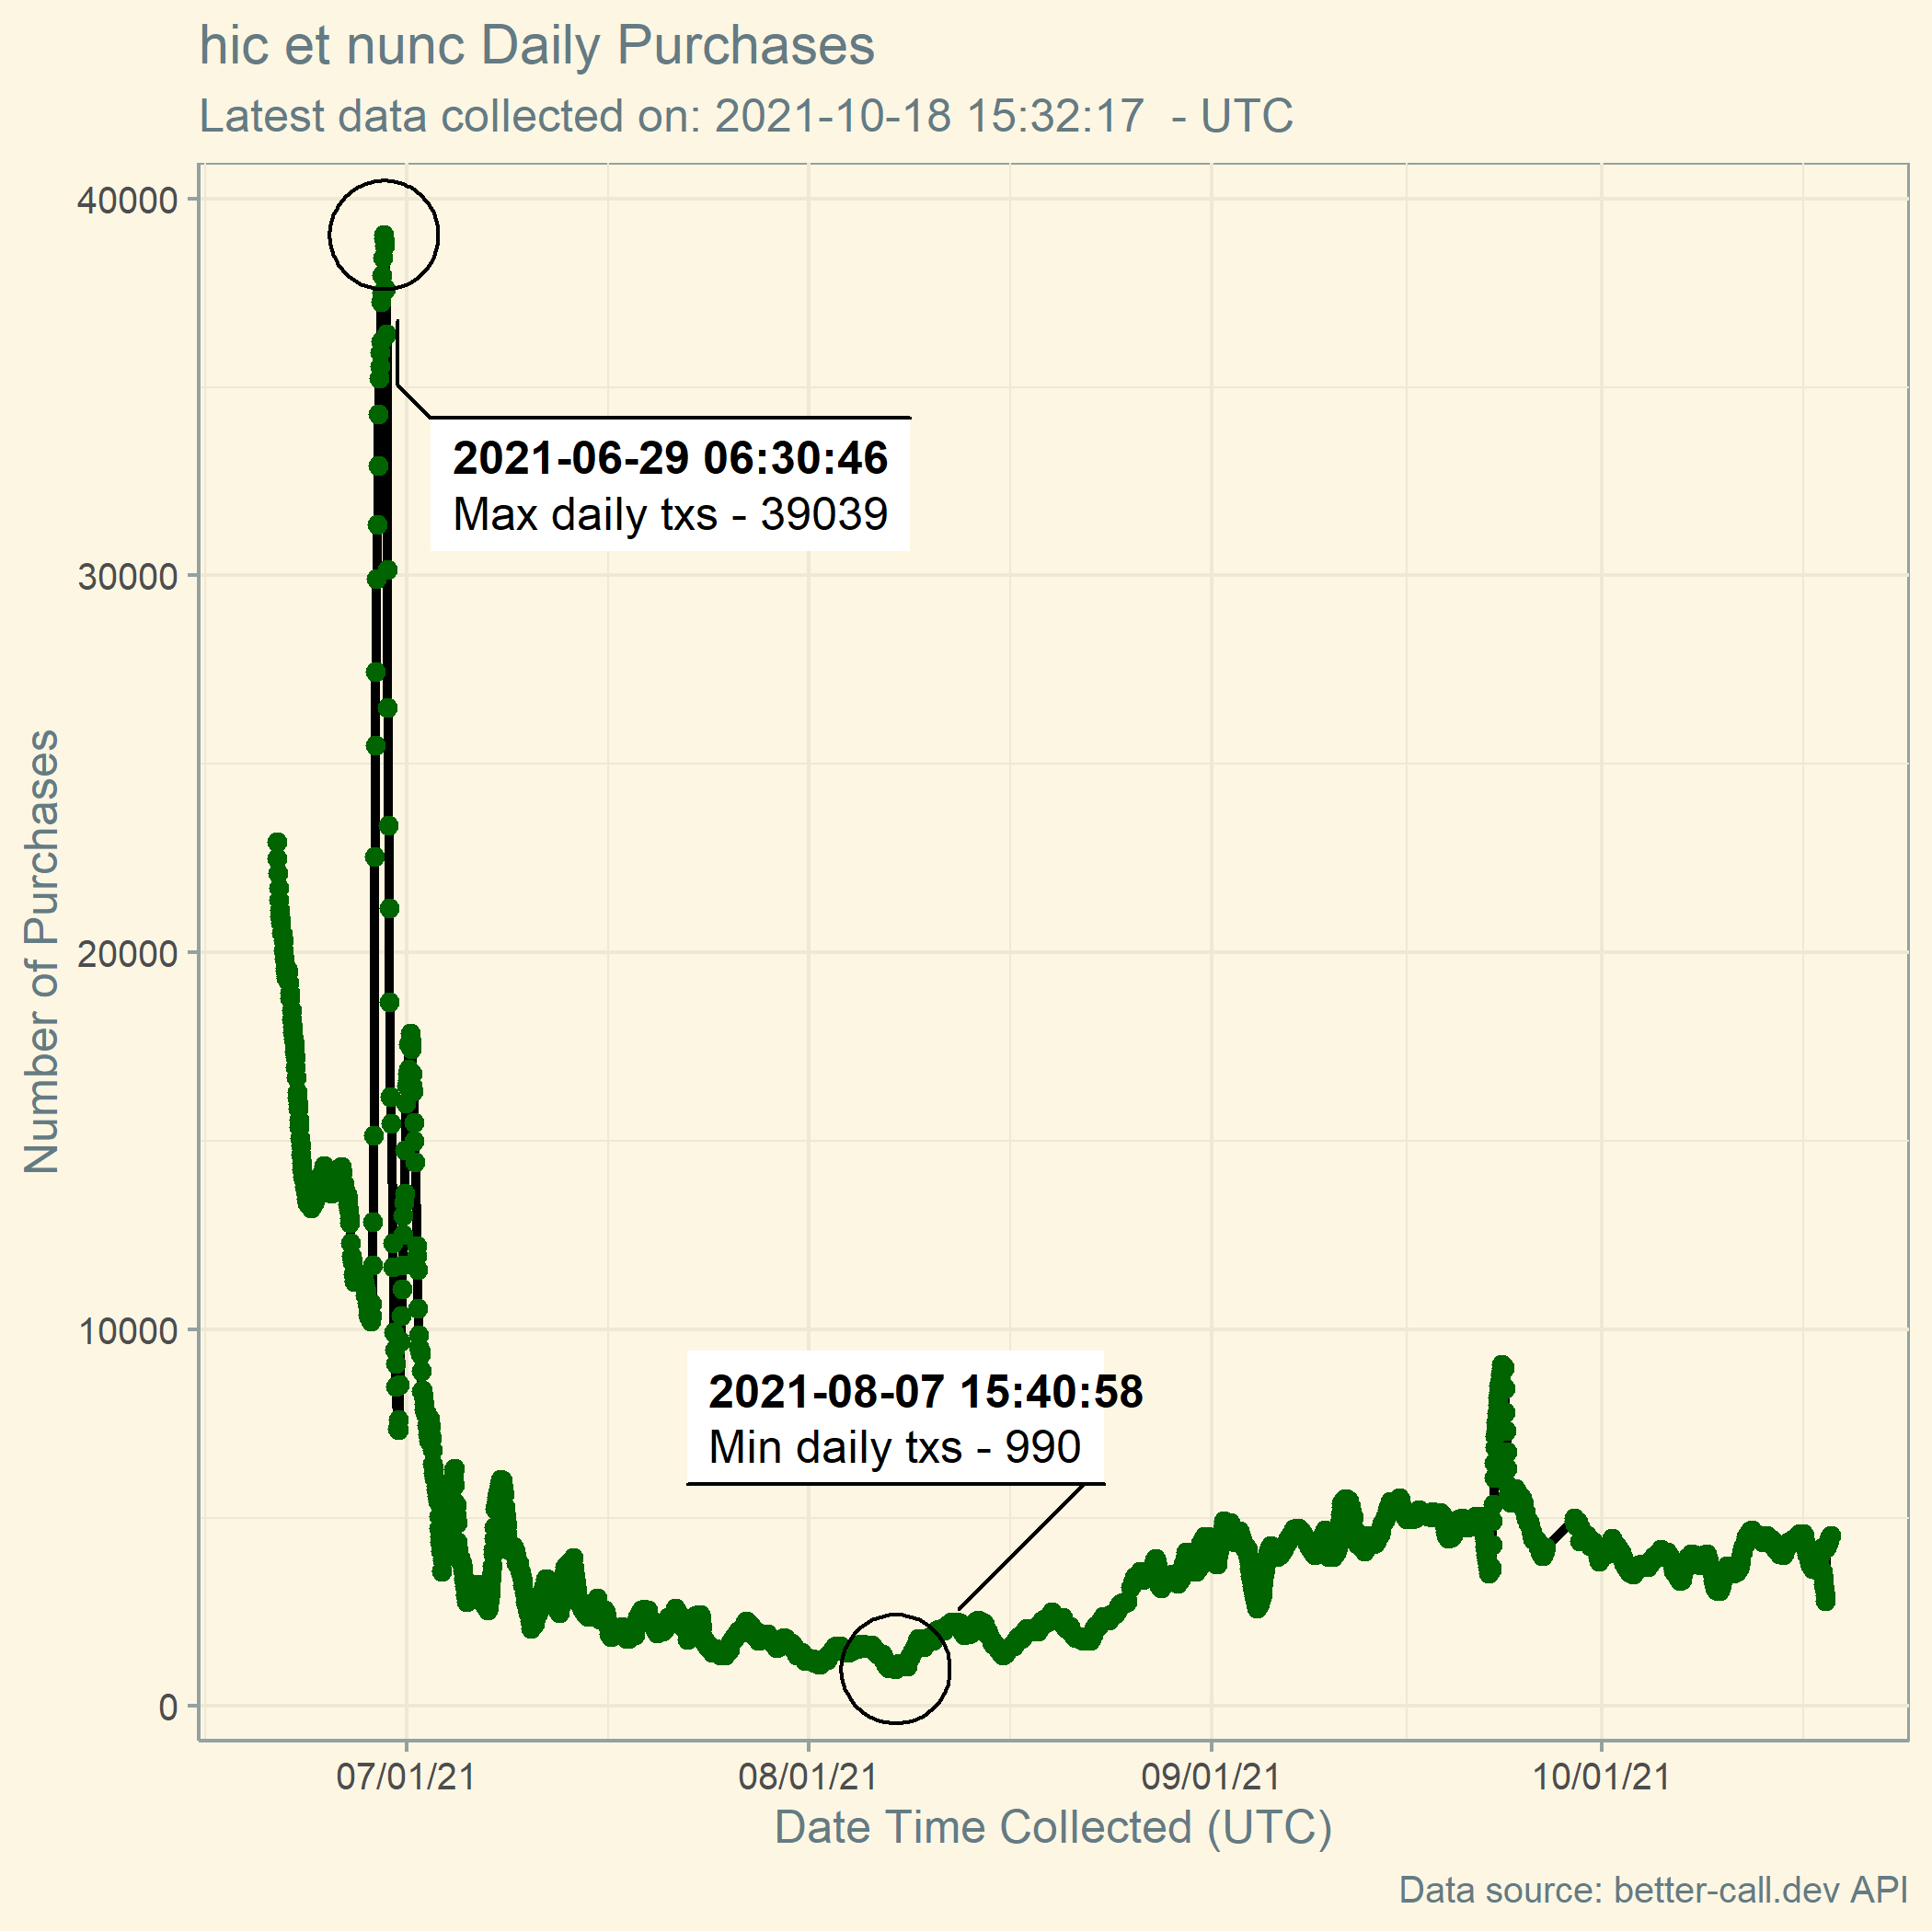 hic et nunc Daily Purchases
Latest data collected on: 2021-10-18 15:32:17  - UTC
Number of Purchases
40000
30000
20000
10000
0
2021-06-29 06:30:46
Max daily txs - 39039
2021-08-07 15:40:58
Min daily txs - 990
07/01/21 08/01/21 09/01/21 10/01/21
Date Time Collected (UTC)
Data source: better-call.dev API